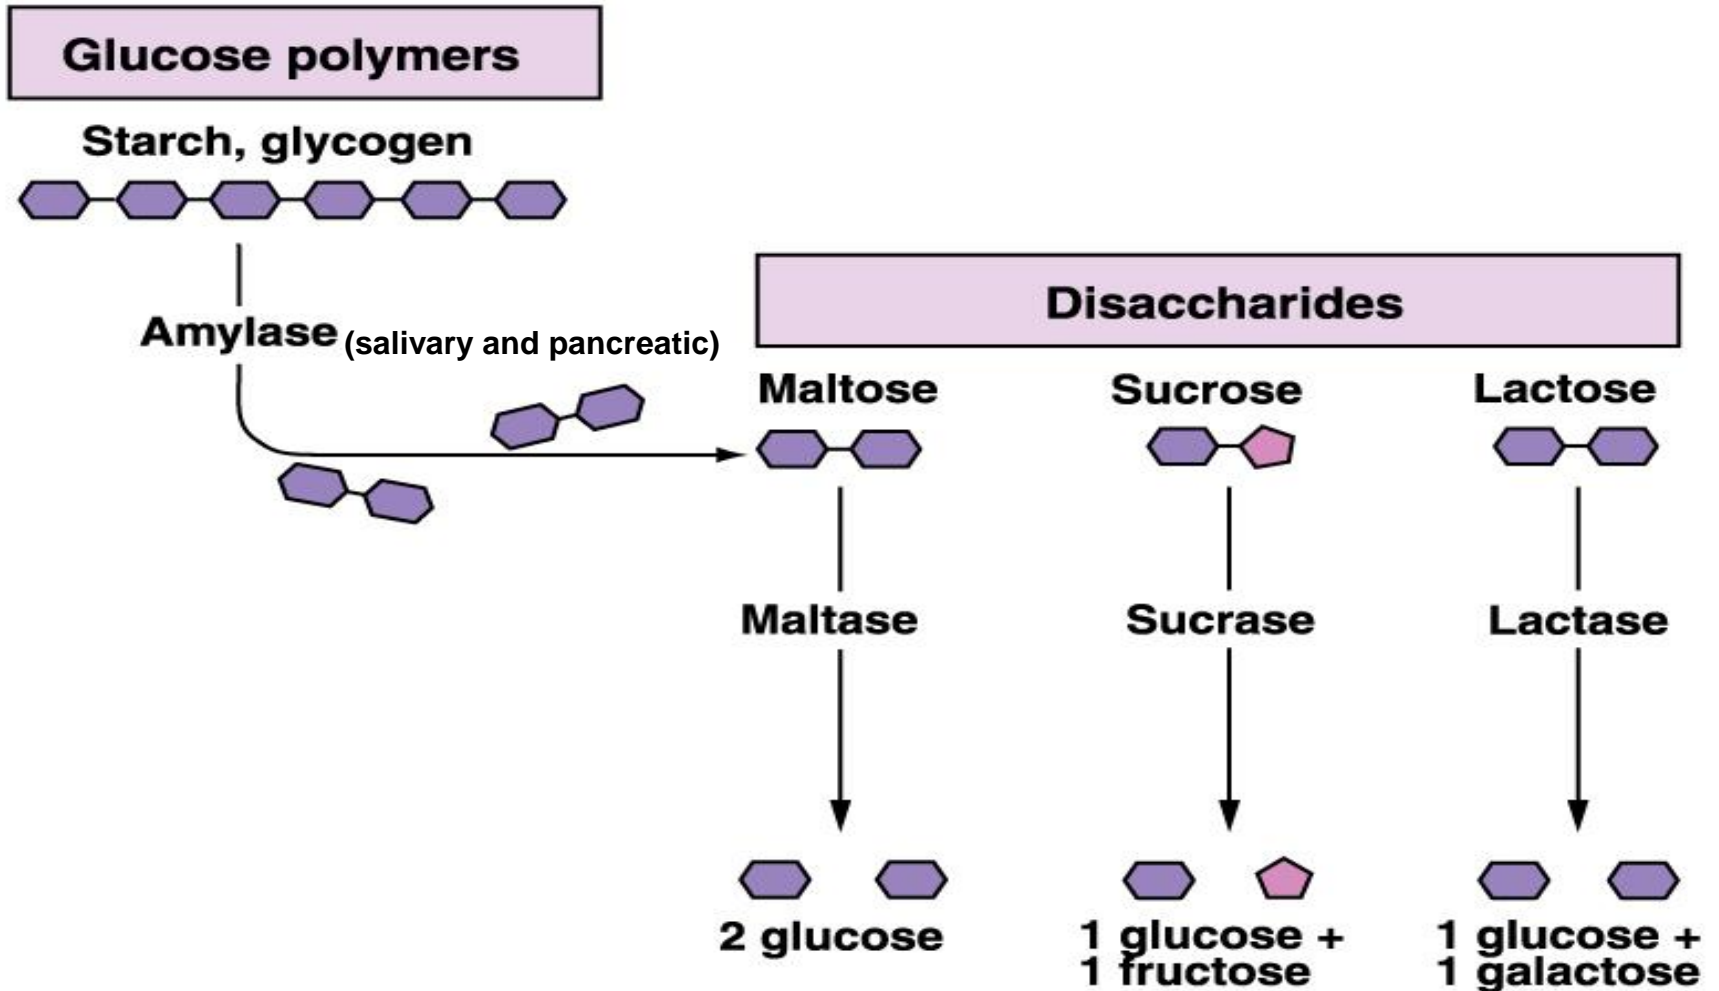 Glucose polymers
Starch, glycogen
Amylase (salivary and pancreatic)
Disaccharides
Maltose
Sucrose
Lactose
Maltase
Sucrase
Lactase
2 glucose
1 glucose +
1 fructose
1 glucose +
1 galactose